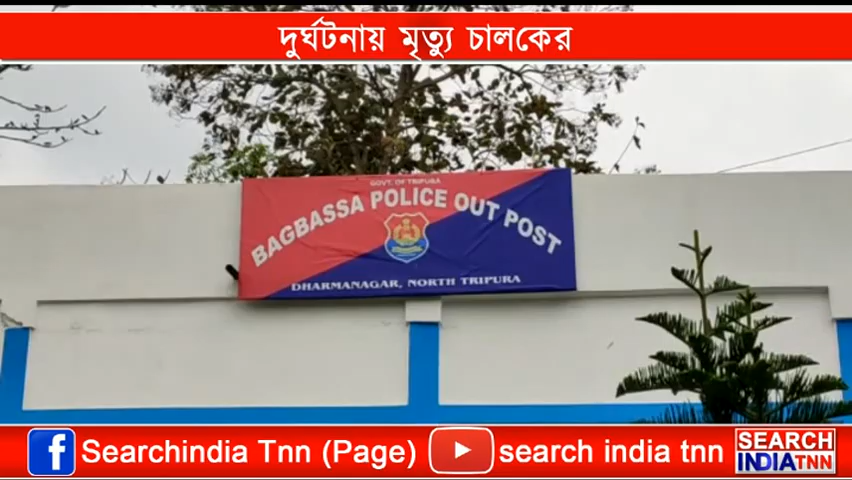 দুর্ঘটনায় মৃত্যু চালকের
GOVT. OF TRIPURA
BAGBASSA POLICE OUT POST
DHARMANAGAR, NORTH TRIPURA
f Searchindia Tnn (Page) search india tnn
SEARCH
INDIATNN